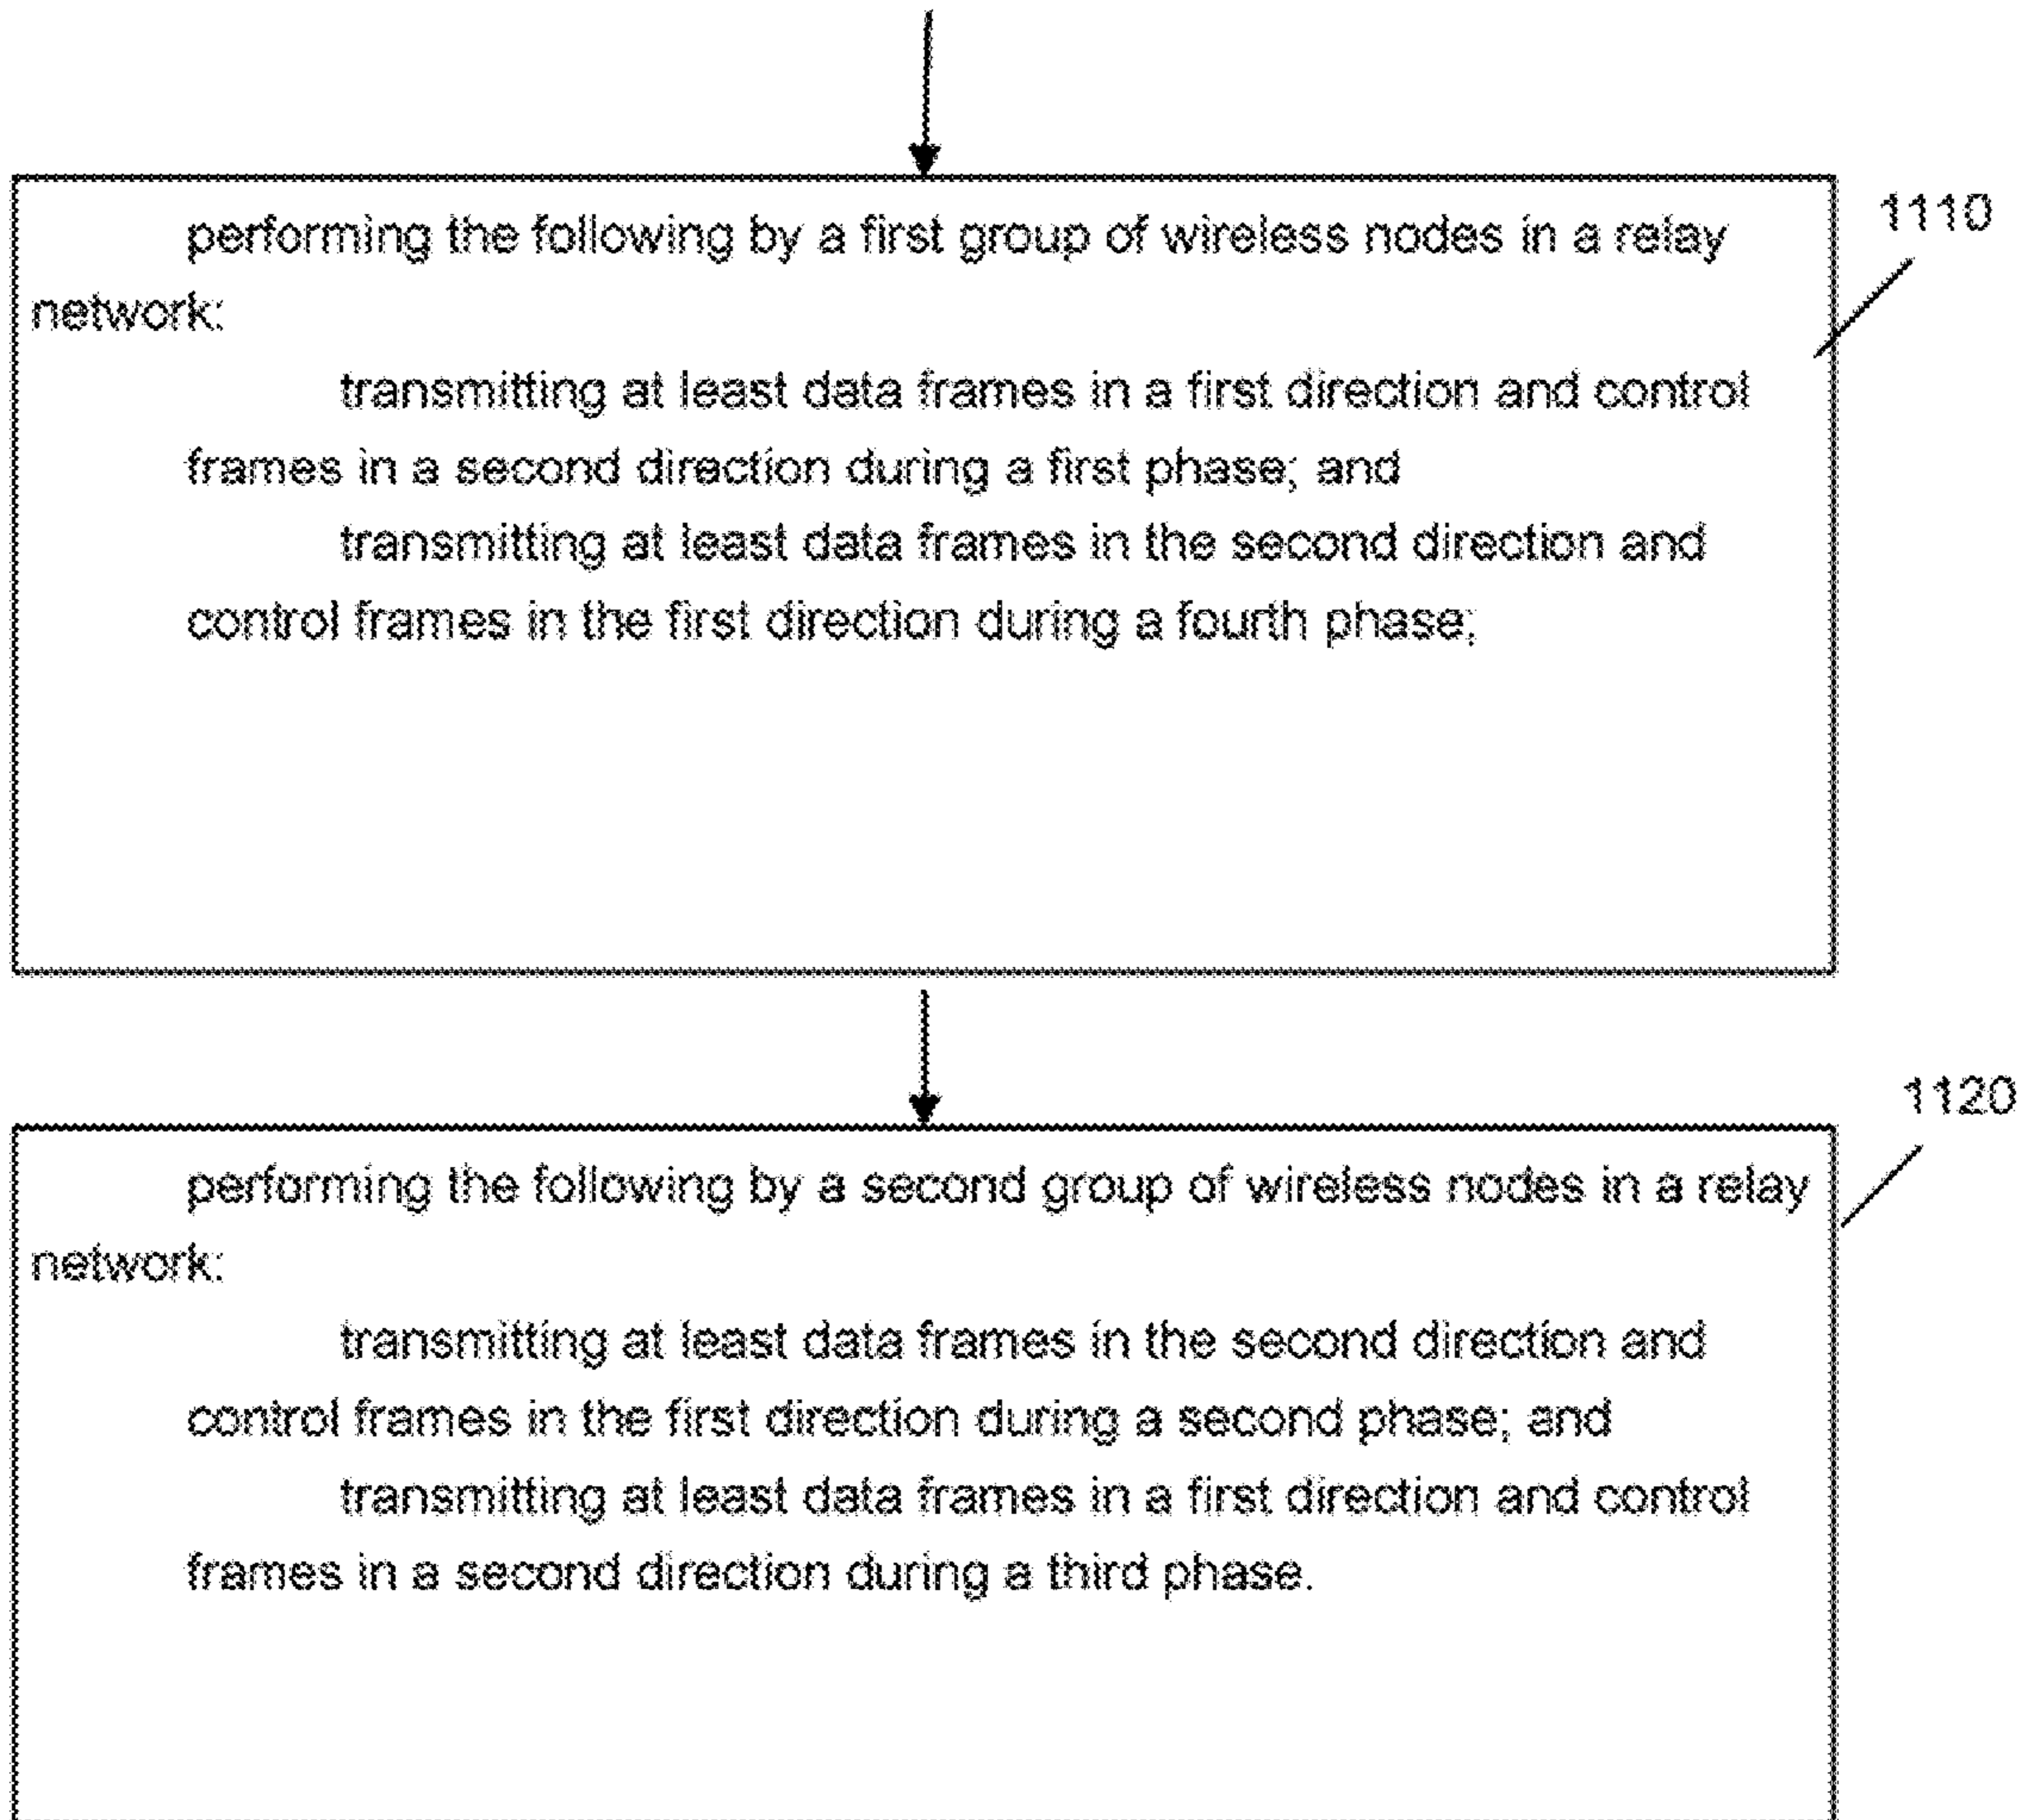 performing the following by a first group of wireless nodes in a relay
1110
network:
transmitting at least data frames in a first direction and control
frames in a second direction during a first phase; and
transmitting at least data frames in the second direction and
control frames in the first direction during a fourth phase;
1120
performing the following by a second group of wireless nodes in a relay
network:
transmitting at least data frames in the second direction and
control frames in the first direction during a second phase; and
transmitting at least data frames in a first direction and control
frames in a second direction during a third phase.